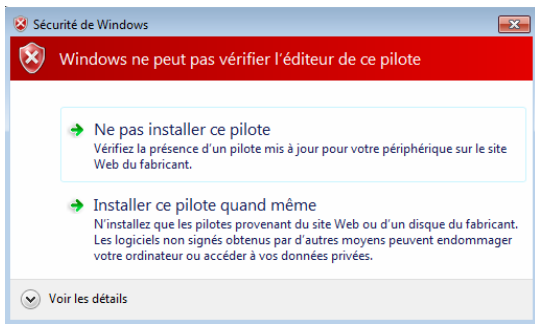 Sécurité de Windows
Windows ne peut pas vérifier l'éditeur de ce pilote
Ne pas installer ce pilote
Vérifiez la présence d'un pilote mis à jour pour votre périphérique sur le site
Web du fabricant.
Installer ce pilote quand même
N'installez que les pilotes provenant du site Web ou d'un disque du fabricant.
Les logiciels non signés obtenus par d'autres moyens peuvent endommager
votre ordinateur ou accéder à vos données privées.
Voir les détails